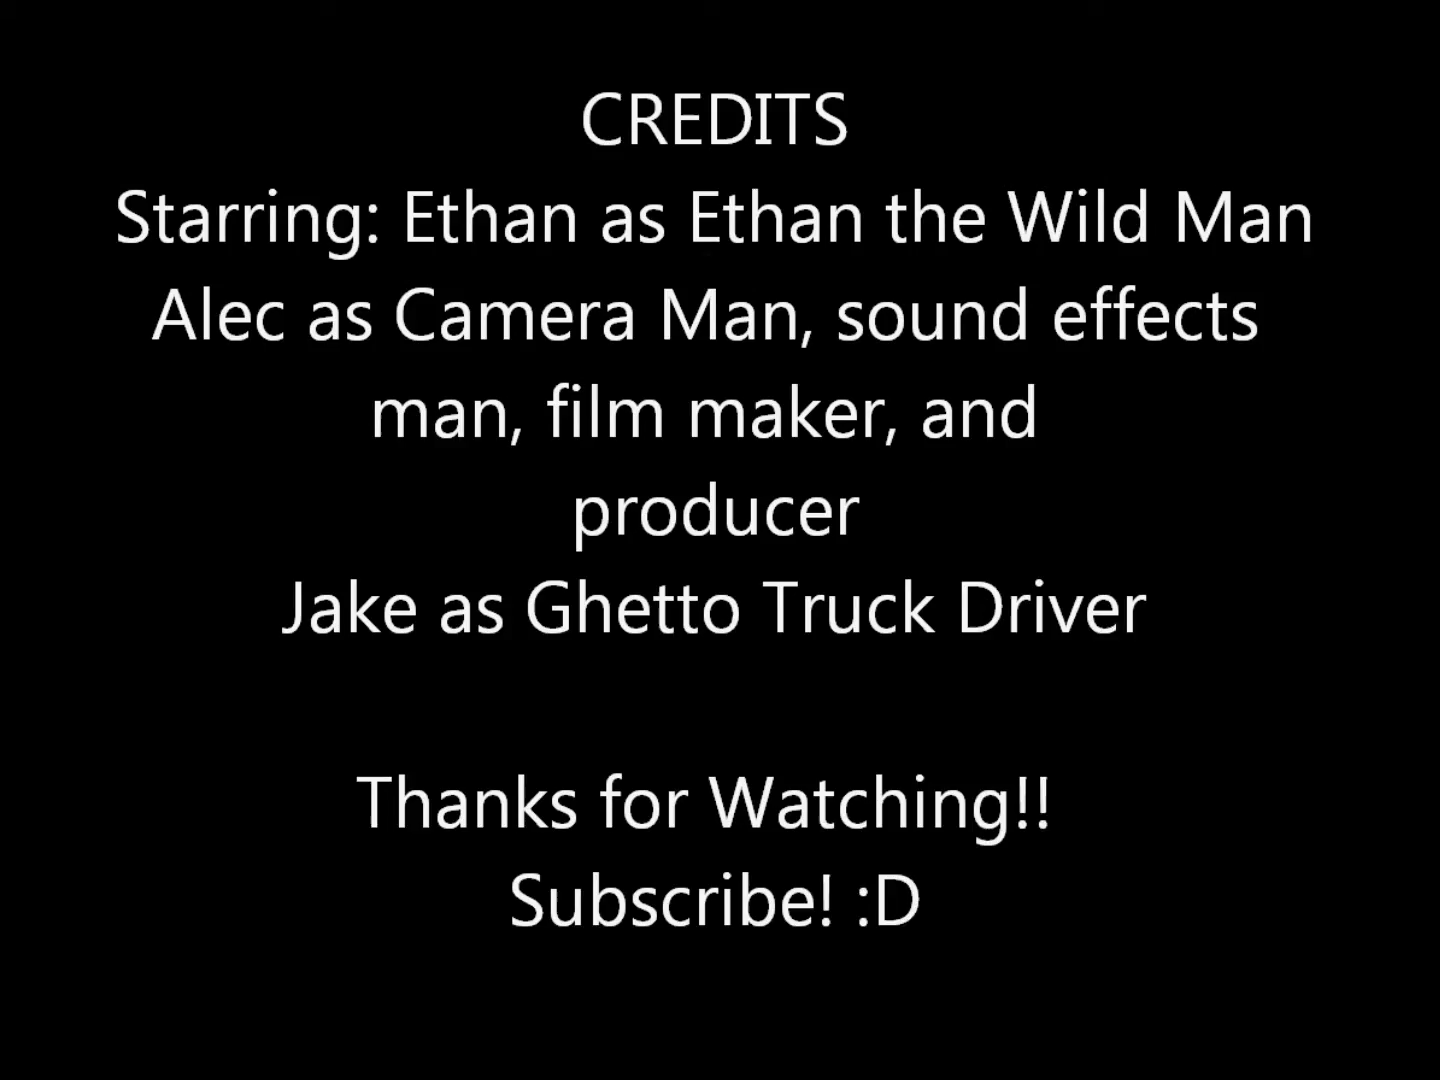 CREDITS
Starring: Ethan as Ethan the Wild Man
Alec as Camera Man, sound effects
man, film maker, and
producer
Jake as Ghetto Truck Driver
Thanks for Watching!!
Subscribe! :D